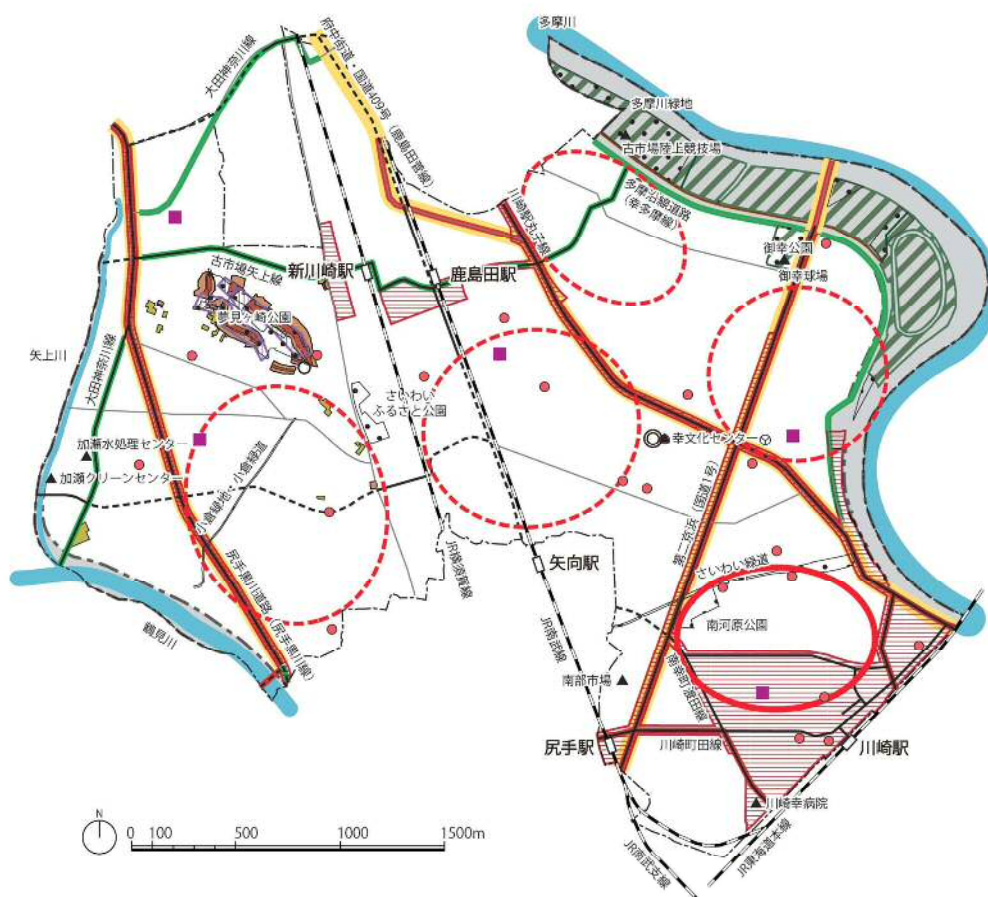 多摩川
大田神奈川線
府中街道・国道409号（鹿島田菅線）
多摩川緑地
古市場陸上競技場
多摩沿線道路
（幸多摩線）
川崎駅丸子線
御幸公園
御幸球場
新川崎駅
鹿島田駅
古市場矢上線
夢見ヶ崎公園
矢上川
大田神奈川線
さいわい
ふるさと公園
加瀬水処理センター
加瀬クリーンセンター
小倉緑地・小倉緑道
幸文化センター
第二京浜（国道1号）
JR横須賀線
矢向駅
さいわい緑道
尻手黒川道路（尻手黒川線）
鶴見川
JR南武線
南河原公園
南部市場
南幸町渡田線
尻手駅
川崎町田線
川崎駅
川崎幸病院
JR南武支線
JR東海道本線
N
0 100 500 1000 1500m